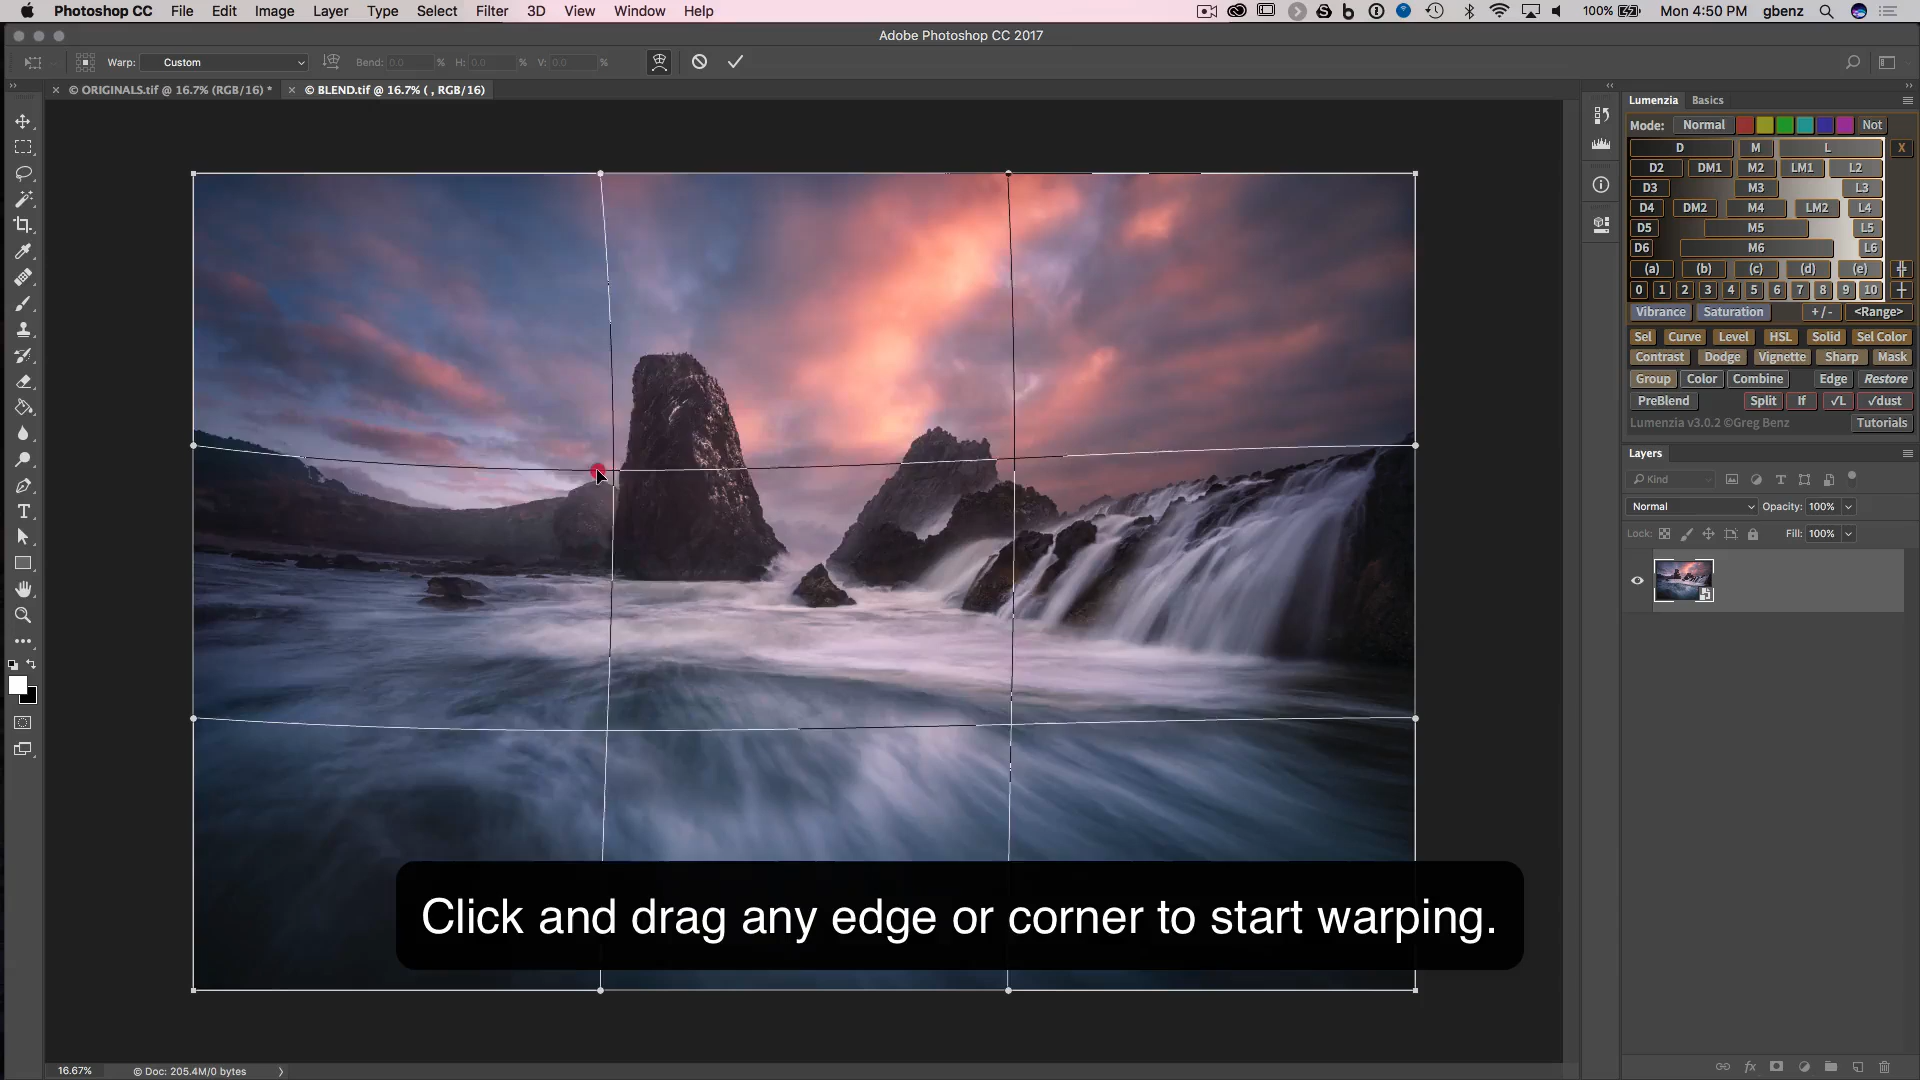 Photoshop CC File Edit Image Layer Type Select Filter 3D View Window Help 100% Mon 4:50 PM gbenz
Adobe Photoshop CC 2017
Warp: Custom Bend: 0.0 % H: 0.0 % V: 0.0 %
× © ORIGINALS.tif @ 16.7% (RGB/16) * × © BLEND.tif @ 16.7% ( , RGB/16)
Lumenzia Basics
Mode: Normal Not
D M L X
D2 DM1 M2 LM1 L2
D3 M3 L3
D4 DM2 M4 LM2 L4
D5 M5 L5
D6 M6 L6
(a) (b) (c) (d) (e)
0 1 2 3 4 5 6 7 8 9 10
Vibrance Saturation + / - <Range>
Sel Curve Level HSL Solid Sel Color
Contrast Dodge Vignette Sharp Mask
Group Color Combine Edge Restore
PreBlend Split If √L √dust
Lumenzia v3.0.2 ©Greg Benz Tutorials
Layers
Kind
Normal Opacity: 100%
Lock: Fill: 100%
Click and drag any edge or corner to start warping.
16.67% © Doc: 205.4M/0 bytes